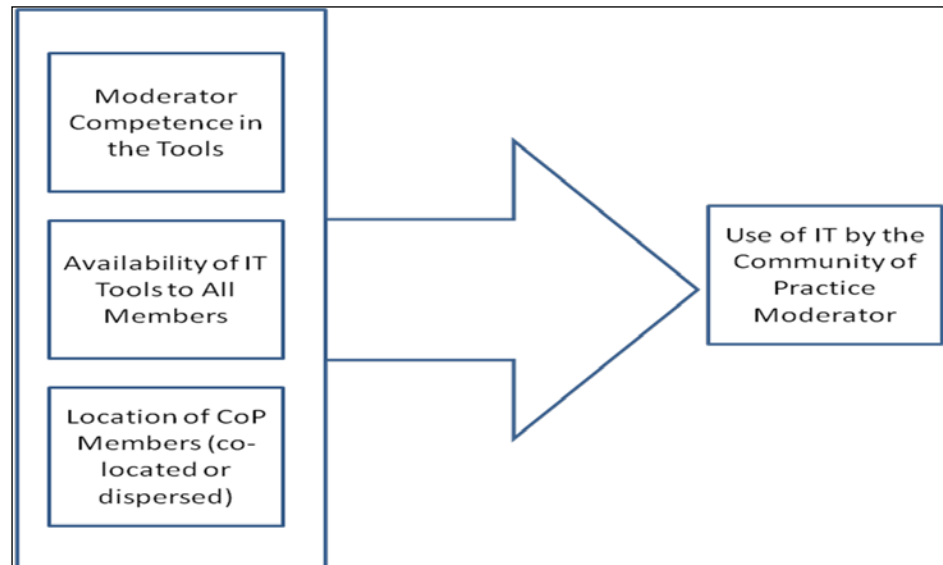 Moderator
Competence in
the Tools
Availability of IT
Tools to All
Members
Location of CoP
Members (co-
located or
dispersed)
Use of IT by the
Community of
Practice
Moderator